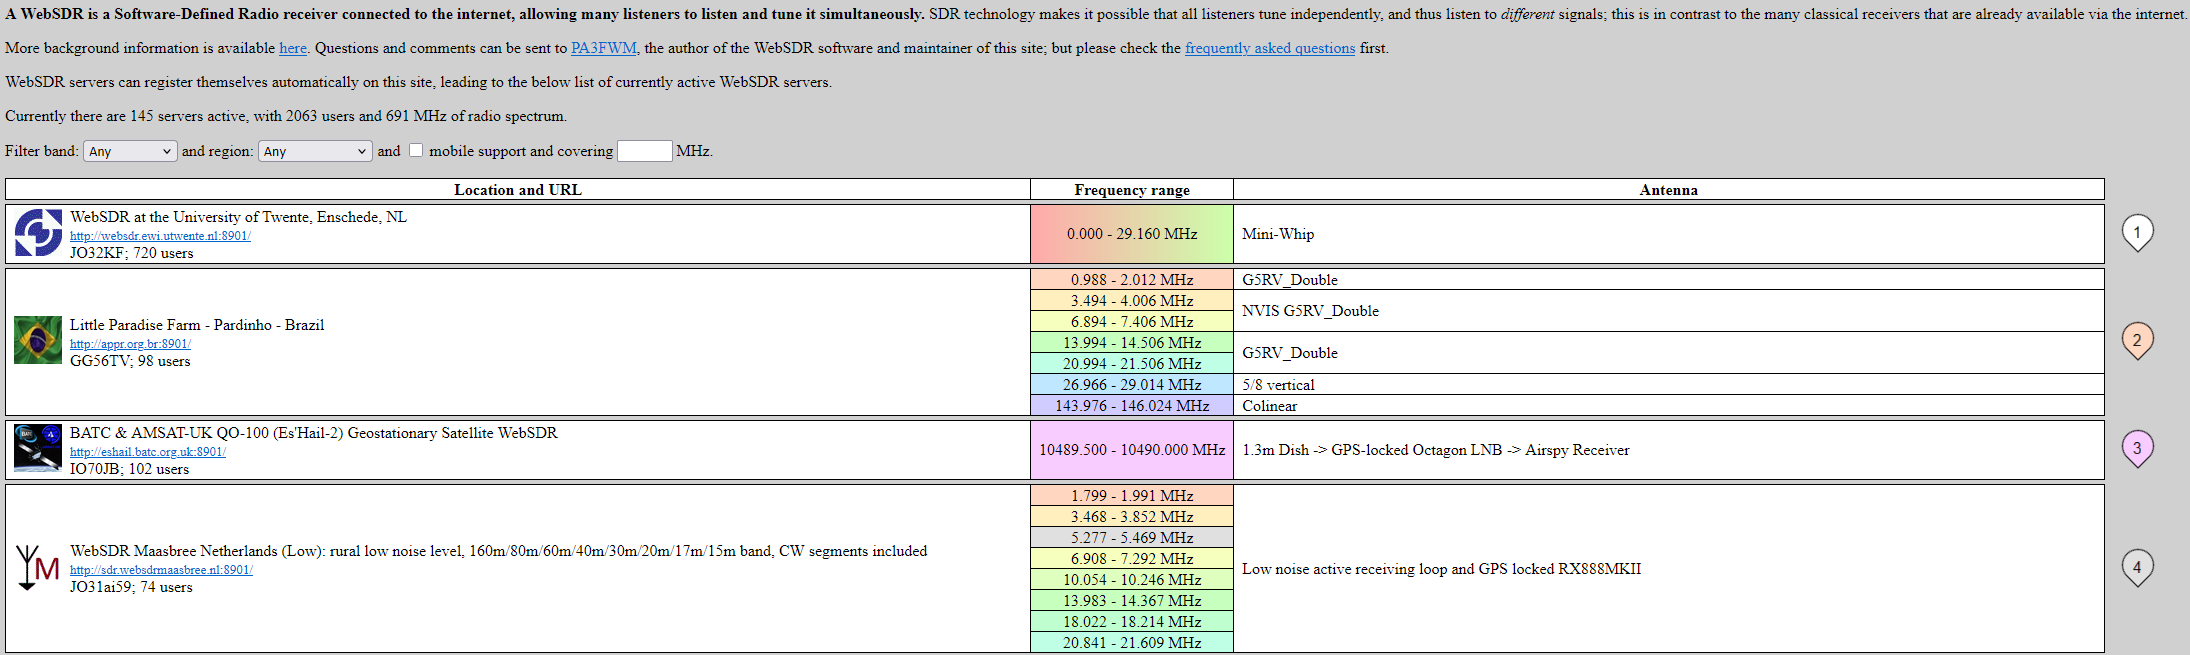 A WebSDR is a Software-Defined Radio receiver connected to the internet, allowing many listeners to listen and tune it simultaneously. SDR technology makes it possible that all listeners tune independently, and thus listen to different signals; this is in contrast to the many classical receivers that are already available via the internet.
More background information is available here. Questions and comments can be sent to PA3FWM, the author of the WebSDR software and maintainer of this site; but please check the frequently asked questions first.
WebSDR servers can register themselves automatically on this site, leading to the below list of currently active WebSDR servers.
Currently there are 145 servers active, with 2063 users and 691 MHz of radio spectrum.
Filter band: Any and region: Any and mobile support and covering MHz.
Location and URL Frequency range Antenna
WebSDR at the University of Twente, Enschede, NL
http://websdr.ewi.utwente.nl:8901/
JO32KF; 720 users
0.000 - 29.160 MHz
Mini-Whip
1
Little Paradise Farm - Pardinho - Brazil
http://appr.org.br:8901/
GG56TV; 98 users
0.988 - 2.012 MHz
3.494 - 4.006 MHz
6.894 - 7.406 MHz
13.994 - 14.506 MHz
20.994 - 21.506 MHz
26.966 - 29.014 MHz
143.976 - 146.024 MHz
G5RV_Double
NVIS G5RV_Double
G5RV_Double
5/8 vertical
Colinear
2
BATC & AMSAT-UK QO-100 (Es'Hail-2) Geostationary Satellite WebSDR
http://eshail.batc.org.uk:8901/
IO70JB; 102 users
10489.500 - 10490.000 MHz
1.3m Dish -> GPS-locked Octagon LNB -> Airspy Receiver
3
M
WebSDR Maasbree Netherlands (Low): rural low noise level, 160m/80m/60m/40m/30m/20m/17m/15m band, CW segments included
http://sdr.websdrmaasbree.nl:8901/
JO31ai59; 74 users
1.799 - 1.991 MHz
3.468 - 3.852 MHz
5.277 - 5.469 MHz
6.908 - 7.292 MHz
10.054 - 10.246 MHz
13.983 - 14.367 MHz
18.022 - 18.214 MHz
20.841 - 21.609 MHz
Low noise active receiving loop and GPS locked RX888MKII
4